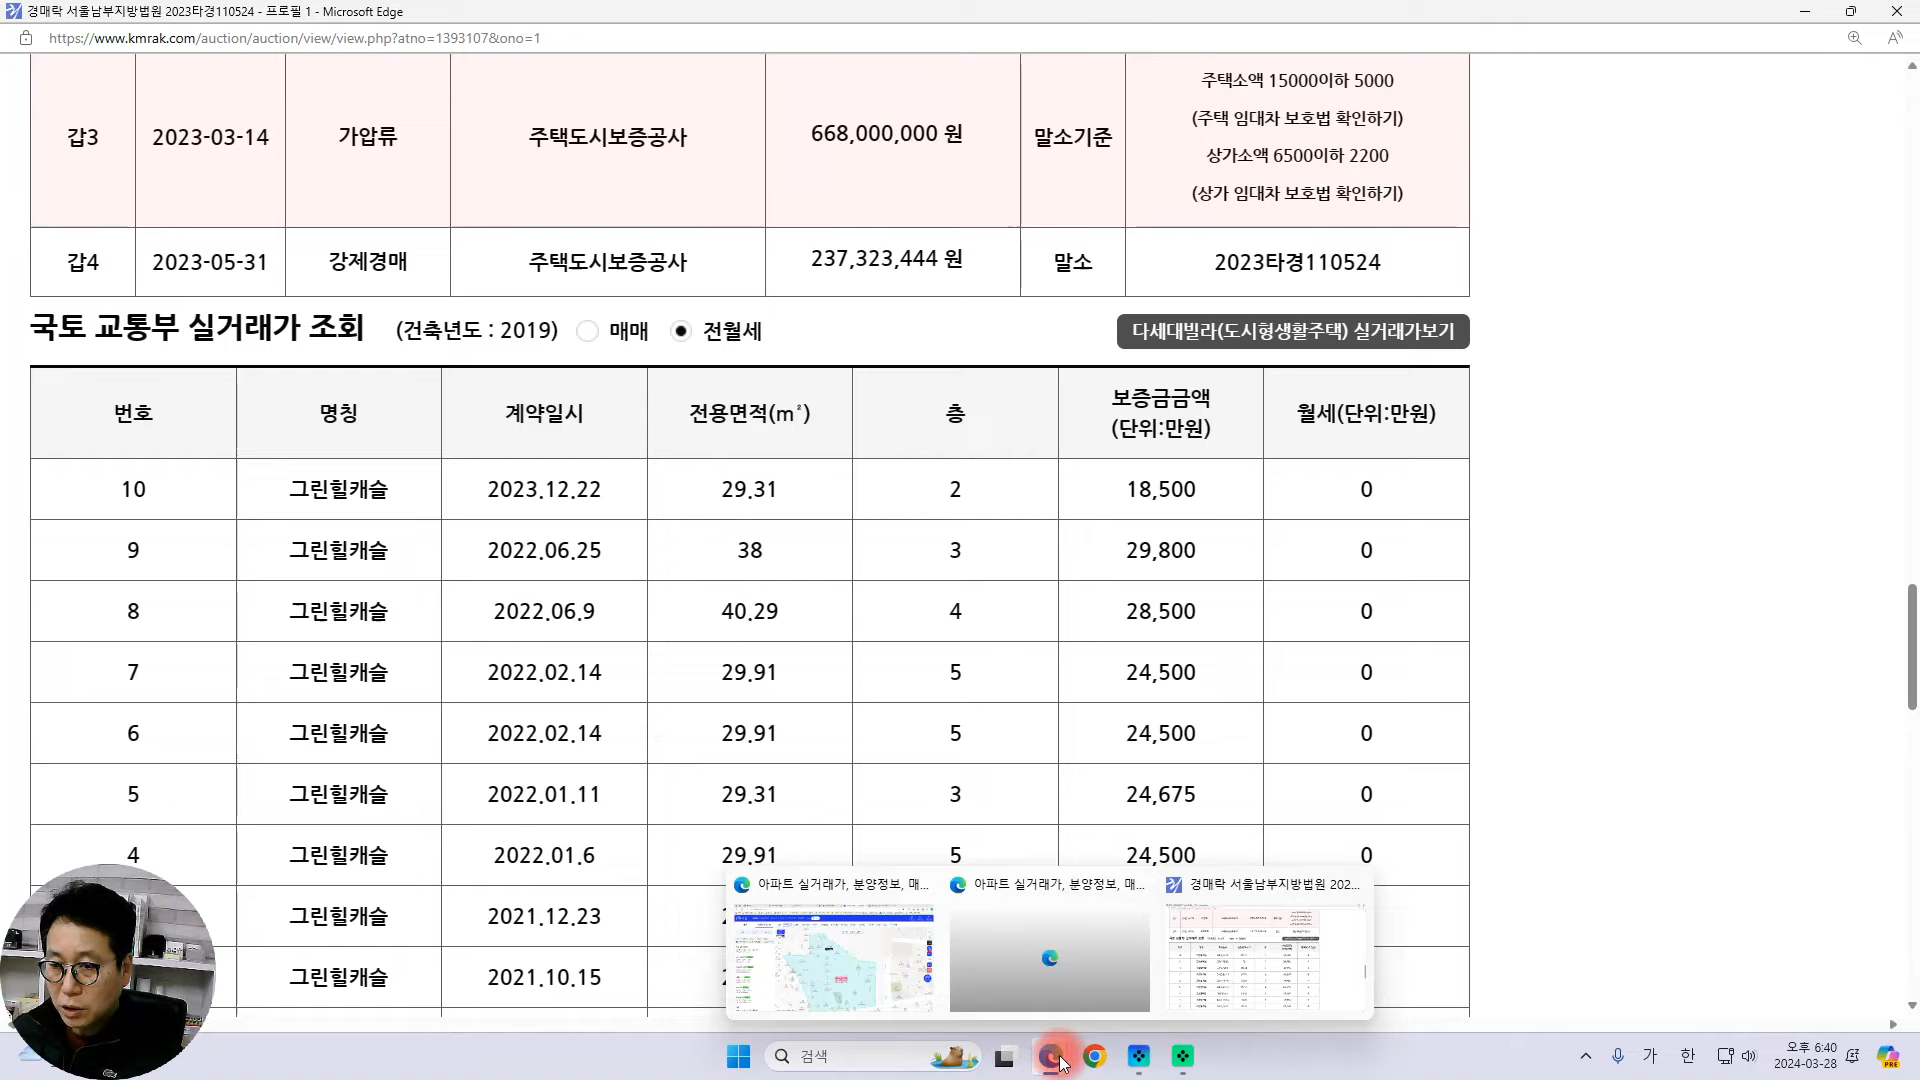 경매락 서울남부지방법원 2023타경110524 - 프로필 1 - Microsoft Edge
https://www.kmrak.com/auction/auction/view/view.php?atno=1393107&ono=1
갑3 2023-03-14 가압류 주택도시보증공사 668,000,000 원 말소기준
주택소액 15000이하 5000
(주택 임대차 보호법 확인하기)
상가소액 6500이하 2200
(상가 임대차 보호법 확인하기)
갑4 2023-05-31 강제경매 주택도시보증공사 237,323,444 원 말소 2023타경110524
국토 교통부 실거래가 조회 (건축년도 : 2019) 매매 전월세 다세대빌라(도시형생활주택) 실거래가보기
번호 명칭 계약일시 전용면적(㎡) 층 보증금금액 (단위:만원) 월세(단위:만원)
10 그린힐캐슬 2023.12.22 29.31 2 18,500 0
9 그린힐캐슬 2022.06.25 38 3 29,800 0
8 그린힐캐슬 2022.06.9 40.29 4 28,500 0
7 그린힐캐슬 2022.02.14 29.91 5 24,500 0
6 그린힐캐슬 2022.02.14 29.91 5 24,500 0
5 그린힐캐슬 2022.01.11 29.31 3 24,675 0
4 그린힐캐슬 2022.01.6 29.91 5 24,500 0
그린힐캐슬 2021.12.23
그린힐캐슬 2021.10.15
아파트 실거래가, 분양정보, 매...
아파트 실거래가, 분양정보, 매...
경매락 서울남부지방법원 202...
검색
가 한
오후 6:40
2024-03-28